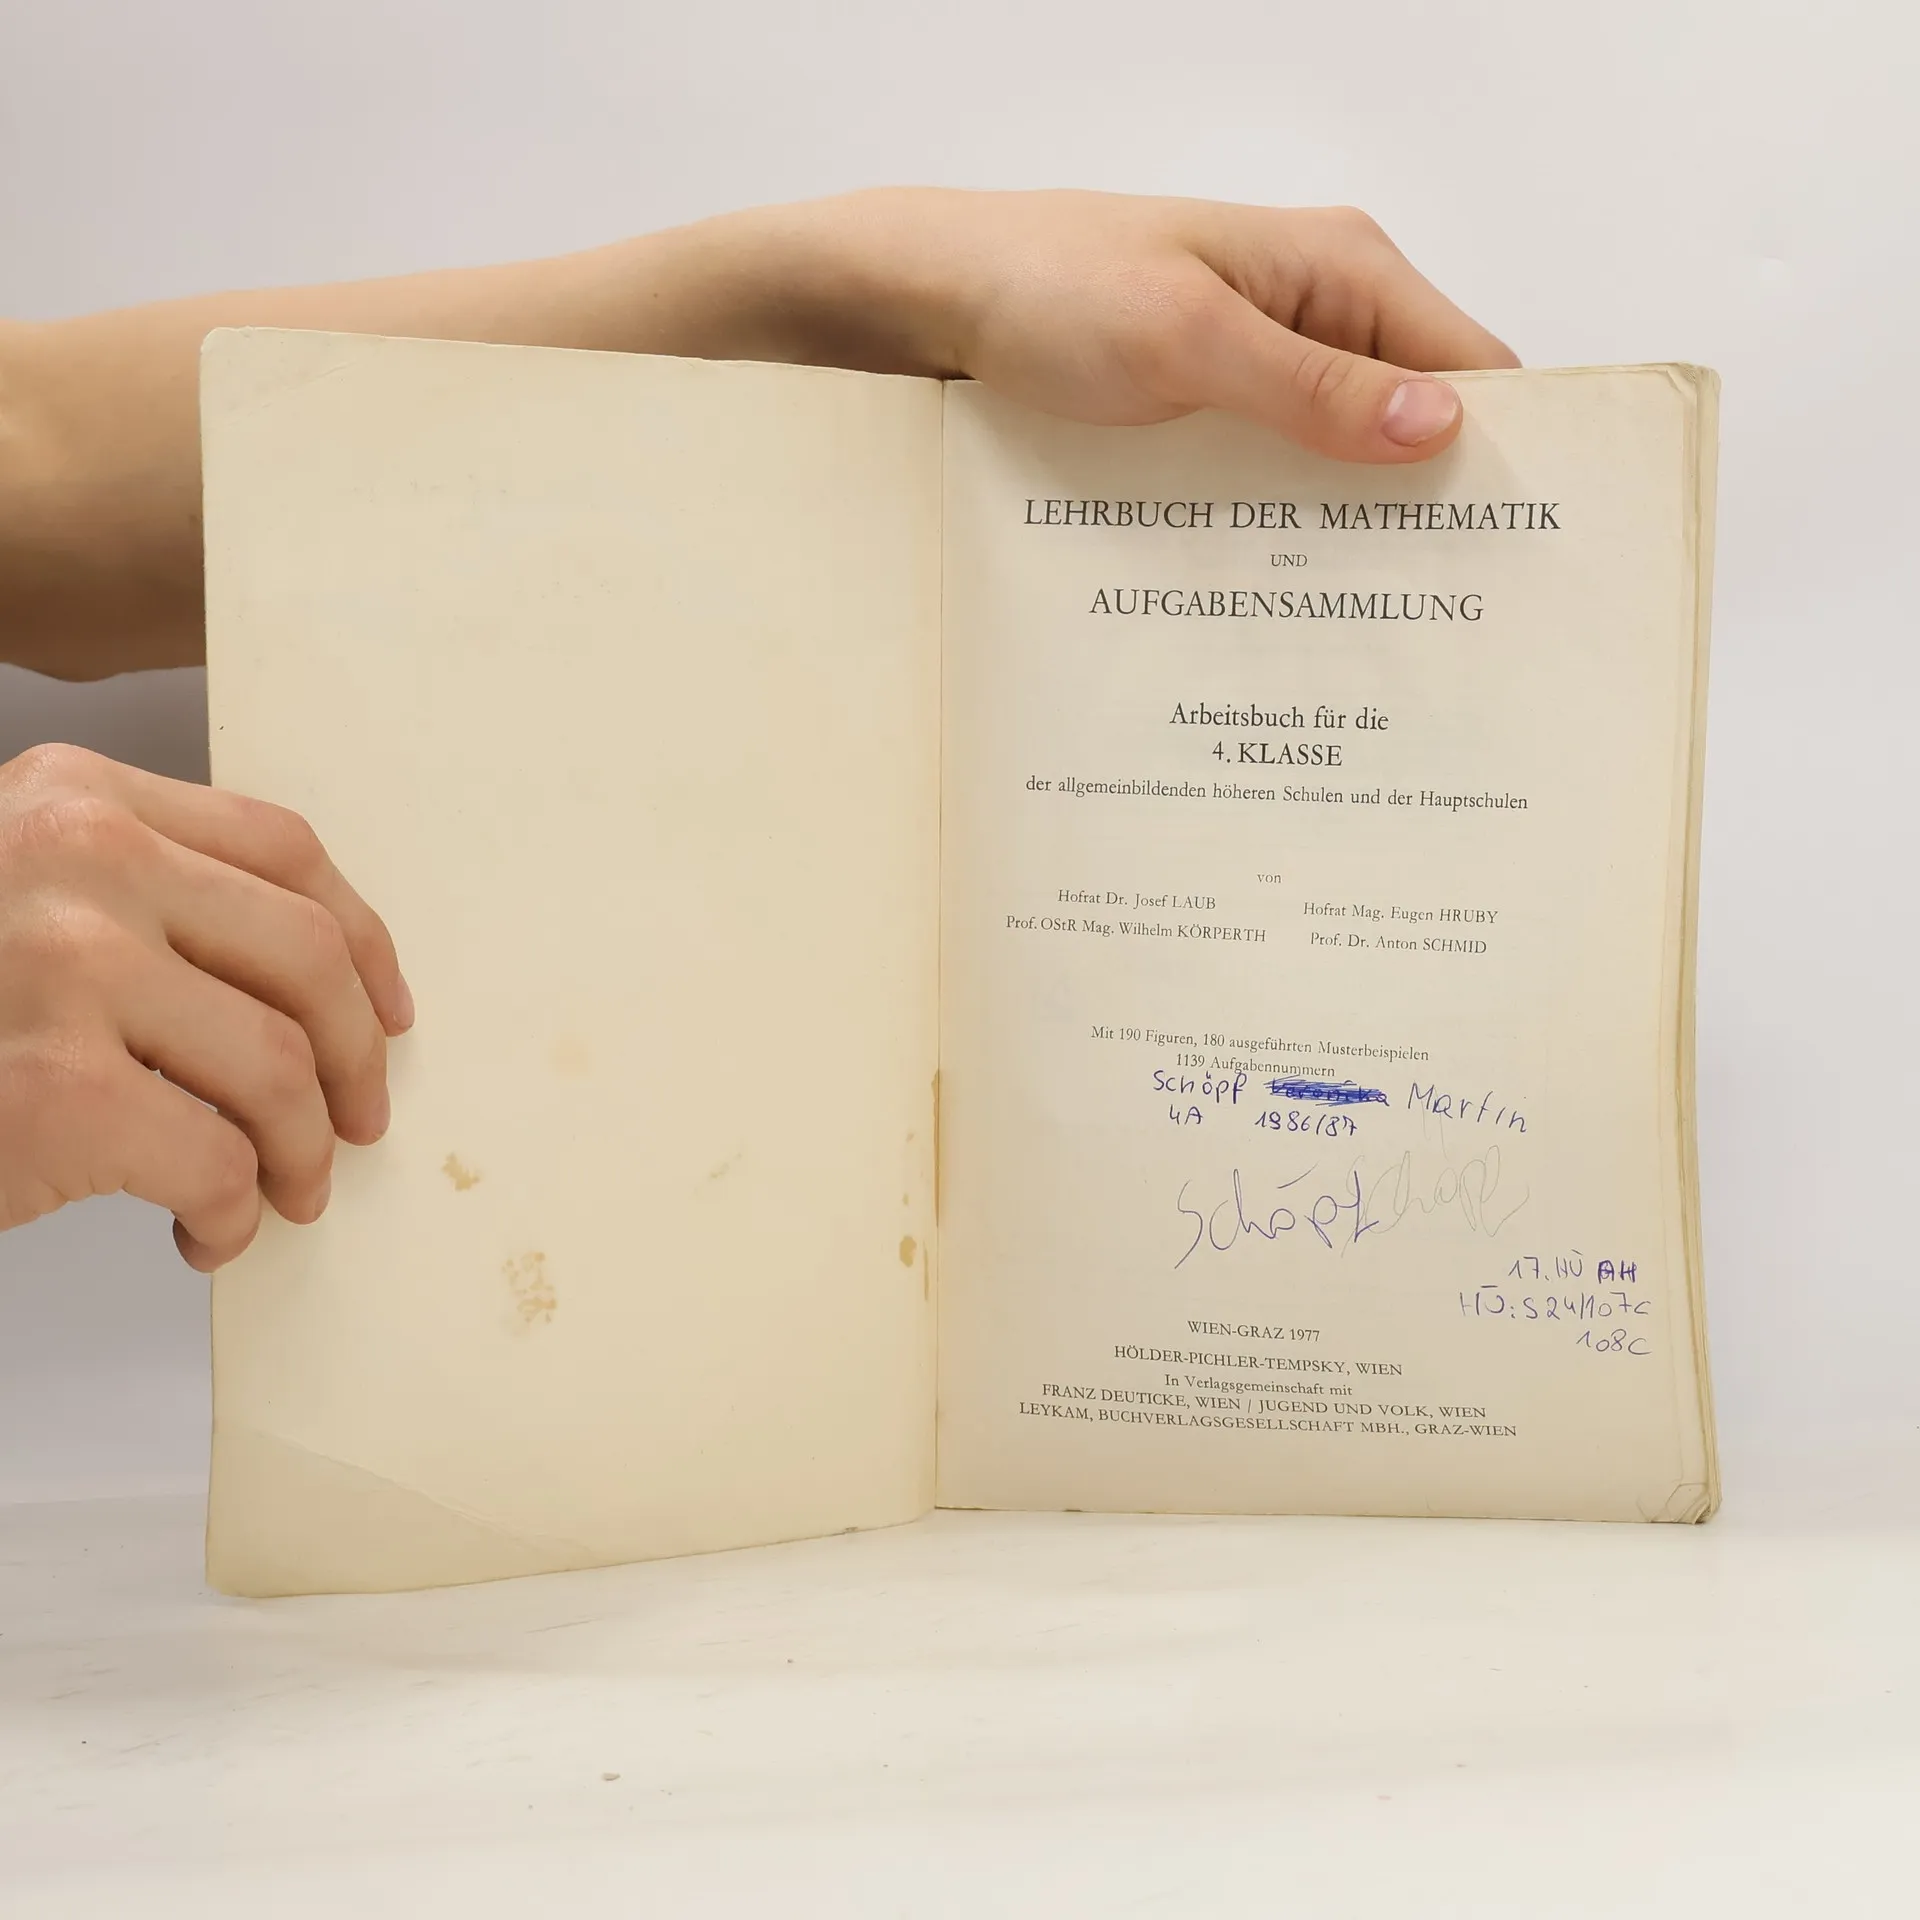 LEHRBUCH DER MATHEMATIK
UND
AUFGABENSAMMLUNG
Arbeitsbuch für die
4. KLASSE
der allgemeinbildenden höheren Schulen und der Hauptschulen
von
Hofrat Dr. Josef LAUB Hofrat Mag. Eugen HRUBY
Prof. OStR Mag. Wilhelm KÖRPERTH Prof. Dr. Anton SCHMID
Mit 190 Figuren, 180 ausgeführten Musterbeispielen
1139 Aufgabennummern
Schöpf Martin
4A 1986/87
Schöpf Schöpf
17. HÜ
HÜ: S 24/107c
108c
WIEN-GRAZ 1977
HÖLDER-PICHLER-TEMPSKY, WIEN
In Verlagsgemeinschaft mit
FRANZ DEUTICKE, WIEN / JUGEND UND VOLK, WIEN
LEYKAM, BUCHVERLAGSGESELLSCHAFT MBH., GRAZ-WIEN